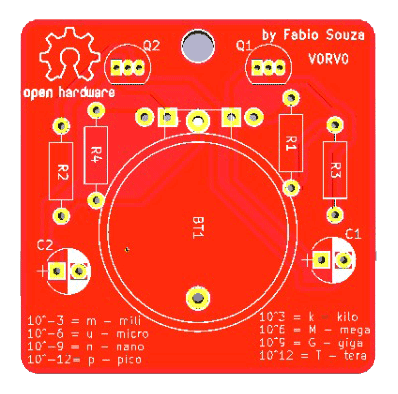 by Fabio Souza
V0RV0
Q2
Q1
open hardware
R2
R4
R1
R3
BT1
C2
C1
10^-3 = m - mili
10^-6 = u - micro
10^-9 = n - nano
10^-12= p - pico
10^3 = k - kilo
10^6 = M - mega
10^9 = G - giga
10^12 = T - tera